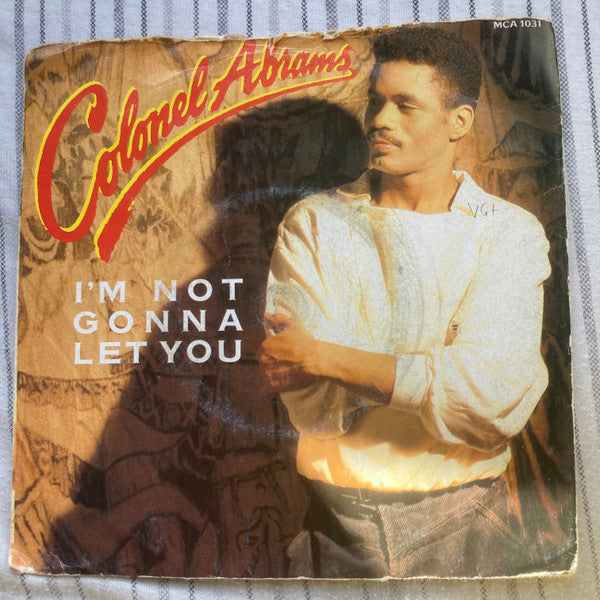 MCA 1031
Colonel Abrams
VG+
I'M NOT
GONNA
LET YOU